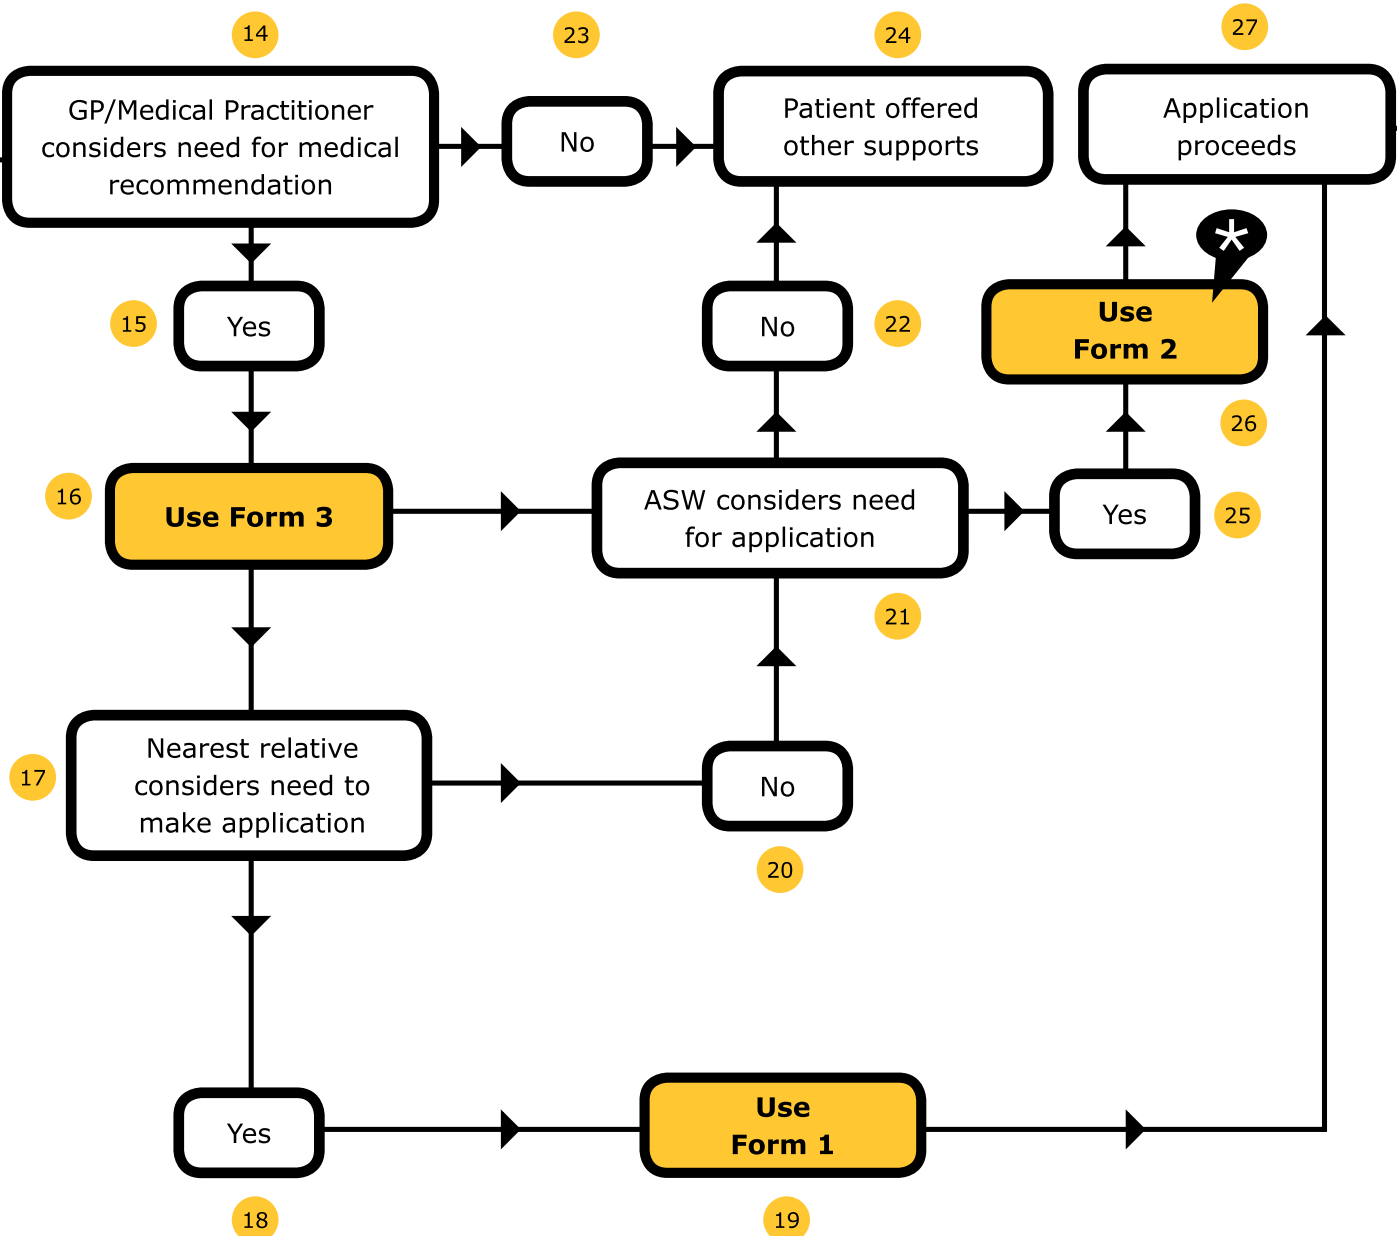 14
23
24
27
GP/Medical Practitioner
considers need for medical
recommendation
No
Patient offered
other supports
Application
proceeds
*
15
Yes
No
22
Use
Form 2
26
16
Use Form 3
ASW considers need
for application
Yes
25
21
17
Nearest relative
considers need to
make application
No
20
Yes
Use
Form 1
18
19